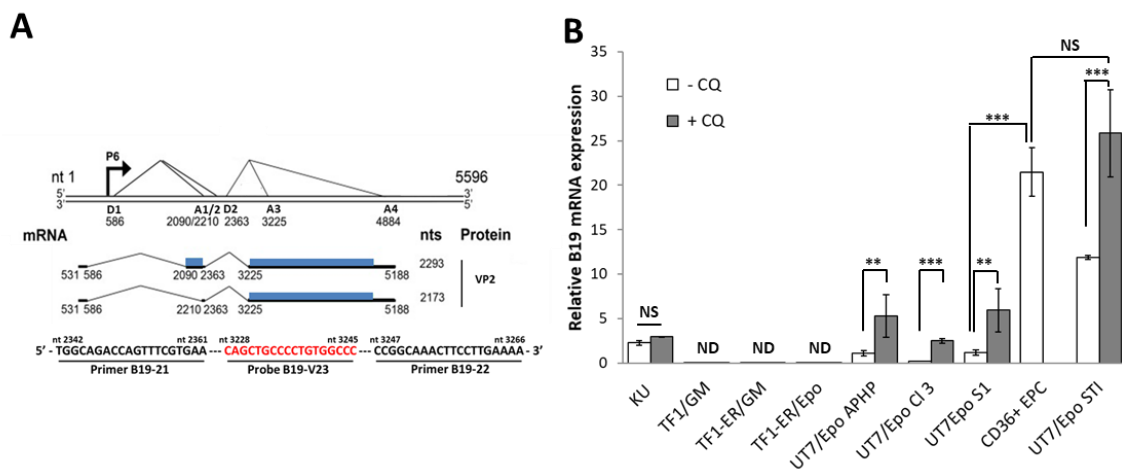 A
P6
nt 1
5596
5'
3'
3'
5'
D1
A1/2
D2
A3
A4
586
2090/2210
2363
3225
4884
mRNA
nts
Protein
531 586
2090 2363
3225
5188
2293
VP2
531 586
2210 2363
3225
5188
2173
nt 2342
nt 2361
nt 3228
nt 3245
nt 3247
nt 3266
5' - TGGCAGACCAGTTTCGTGAA --- CAGCTGCCCCTGTGGCCC --- CCGGCAAACTTCCTTGAAAA - 3'
Primer B19-21
Probe B19-V23
Primer B19-22
B
Relative B19 mRNA expression
35
30
25
20
15
10
5
0
- CQ
+ CQ
NS
ND
ND
ND
**
***
**
***
NS
***
KU
TF1/GM
TF1-ER/GM
TF1-ER/Epo
UT7/Epo APHP
UT7/Epo Cl 3
UT7Epo S1
CD36+ EPC
UT7/Epo STI